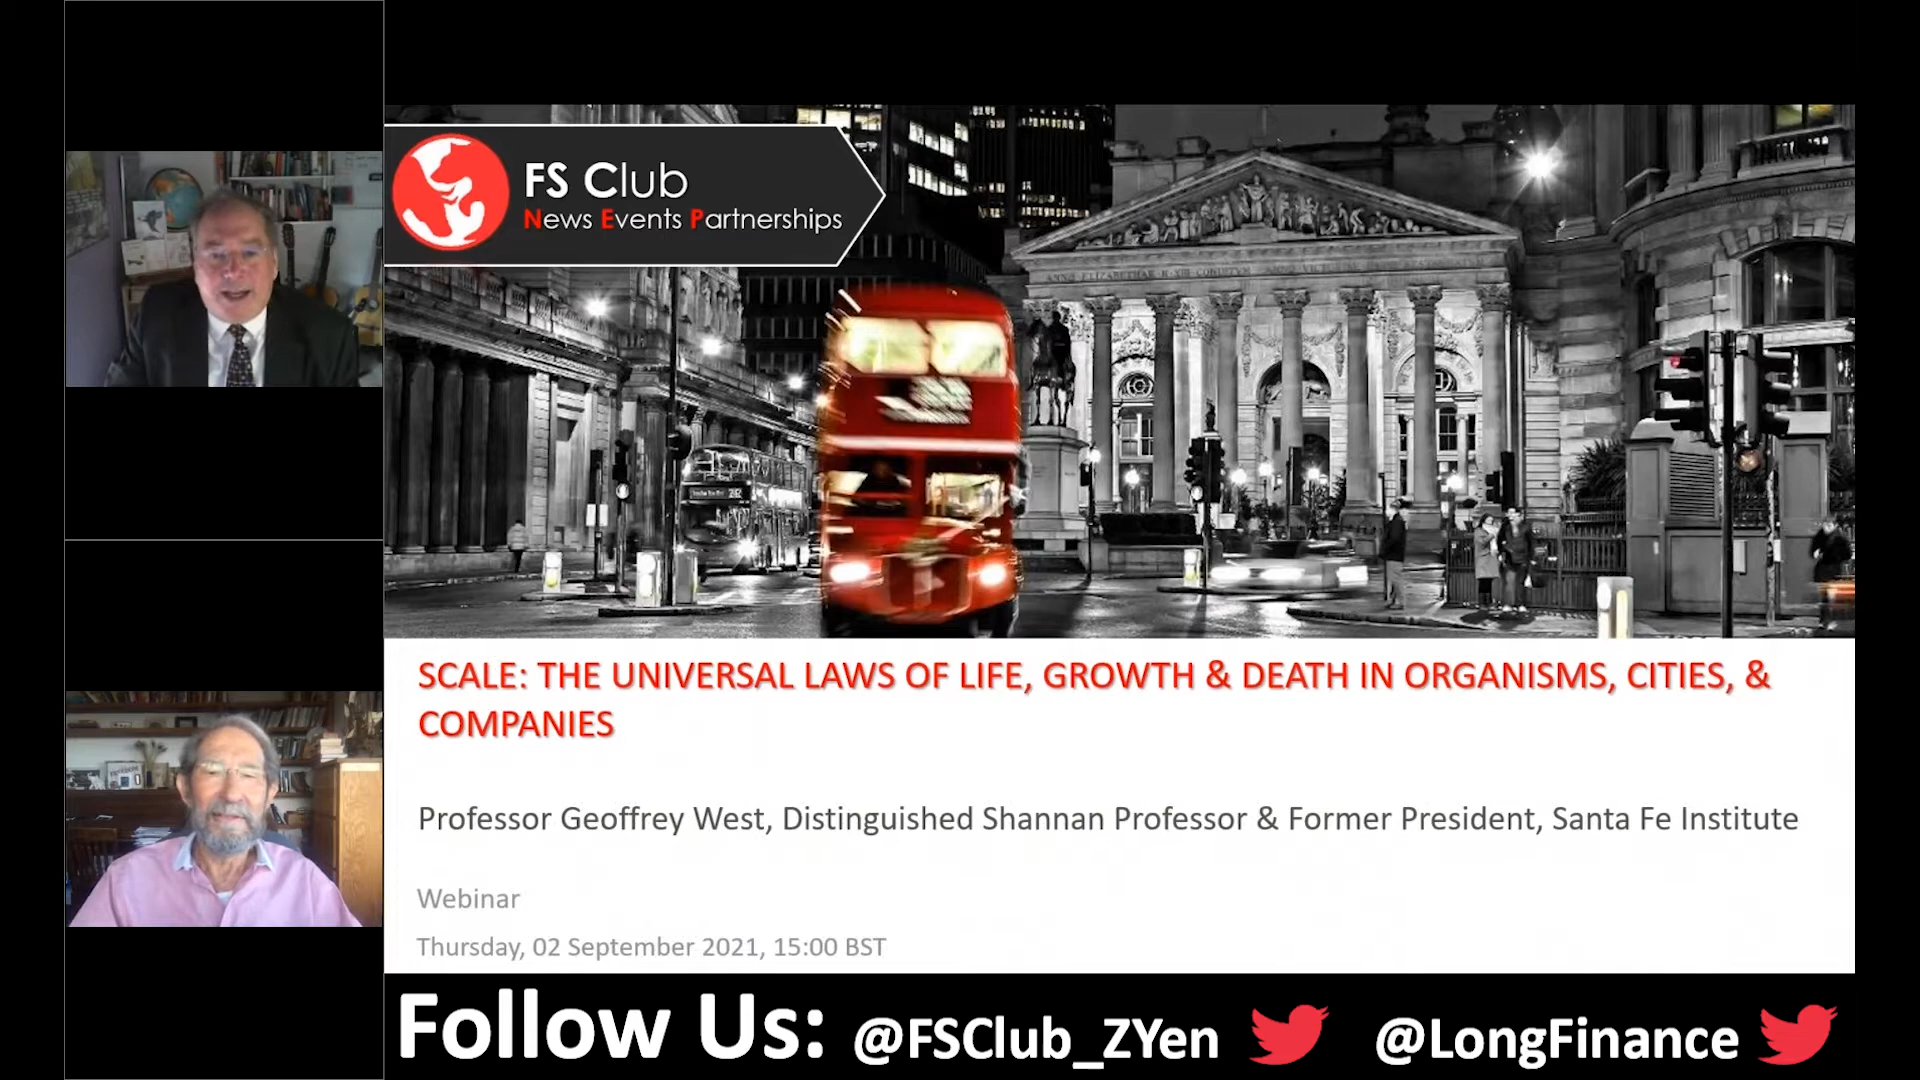 FS Club
News Events Partnerships
SCALE: THE UNIVERSAL LAWS OF LIFE, GROWTH & DEATH IN ORGANISMS, CITIES, &
COMPANIES
Professor Geoffrey West, Distinguished Shannan Professor & Former President, Santa Fe Institute
Webinar
Thursday, 02 September 2021, 15:00 BST
Follow Us: @FSClub_ZYen @LongFinance